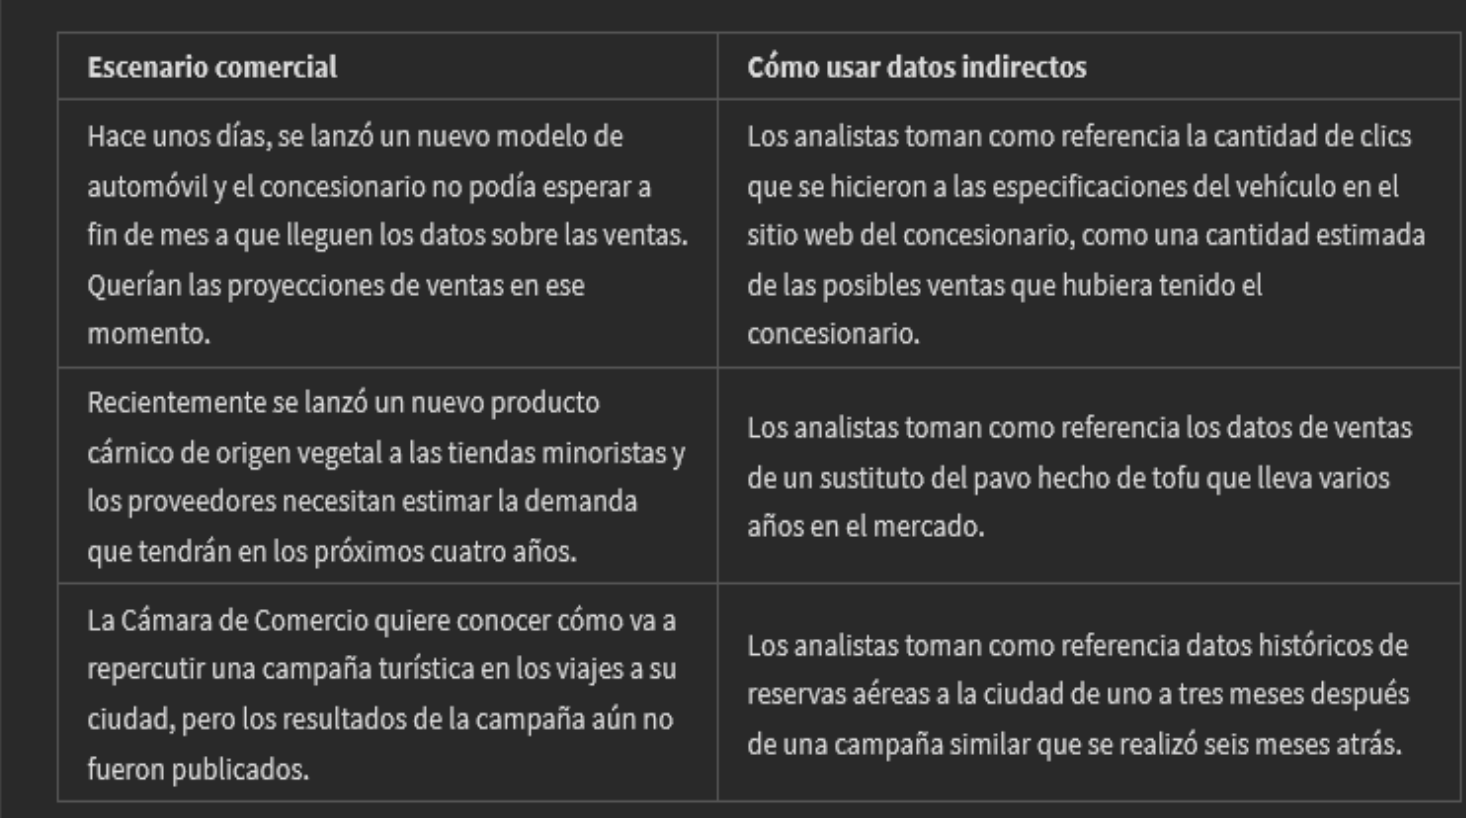 Escenario comercial
Cómo usar datos indirectos
Hace unos días, se lanzó un nuevo modelo de
automóvil y el concesionario no podía esperar a
fin de mes a que lleguen los datos sobre las ventas.
Querían las proyecciones de ventas en ese
momento.
Los analistas toman como referencia la cantidad de clics
que se hicieron a las especificaciones del vehículo en el
sitio web del concesionario, como una cantidad estimada
de las posibles ventas que hubiera tenido el
concesionario.
Recientemente se lanzó un nuevo producto
cárnico de origen vegetal a las tiendas minoristas y
los proveedores necesitan estimar la demanda
que tendrán en los próximos cuatro años.
Los analistas toman como referencia los datos de ventas
de un sustituto del pavo hecho de tofu que lleva varios
años en el mercado.
La Cámara de Comercio quiere conocer cómo va a
repercutir una campaña turística en los viajes a su
ciudad, pero los resultados de la campaña aún no
fueron publicados.
Los analistas toman como referencia datos históricos de
reservas aéreas a la ciudad de uno a tres meses después
de una campaña similar que se realizó seis meses atrás.